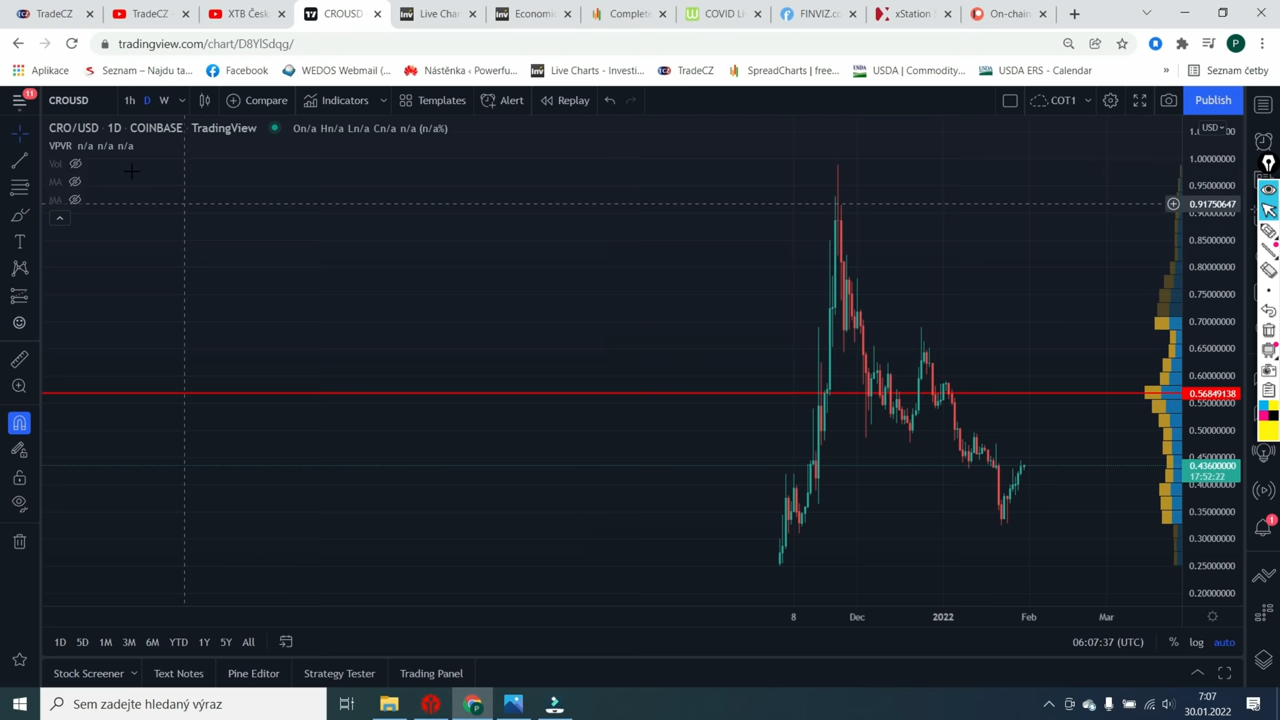 TradeCZ
TradeCZ
XTB Česk
CROUSD
Live Char
Economic
Complete
COVID L
FINVIZ.co
xStation
On-chain
tradingview.com/chart/D8YlSdqg/
P
Aplikace
Seznam – Najdu ta...
Facebook
WEDOS Webmail (...
Nástěnka ‹ Powerfu...
Live Charts - Investi...
TradeCZ
SpreadCharts | free...
USDA | Commodity...
USDA ERS - Calendar
»
Seznam četby
11
CROUSD
1h D W
Compare
Indicators
Templates
Alert
Replay
COT1
Publish
CRO/USD · 1D · COINBASE · TradingView
On/a Hn/a Ln/a Cn/a n/a (n/a%)
USD
VPVR n/a n/a n/a
Vol
MA
MA
1.00000000
0.95000000
0.91750647
0.85000000
0.80000000
0.75000000
0.70000000
0.65000000
0.60000000
0.56849138
0.55000000
0.50000000
0.43600000
17:52:22
0.35000000
0.30000000
0.25000000
0.20000000
8 Dec 2022 Feb Mar
1D 5D 1M 3M 6M YTD 1Y 5Y All
06:07:37 (UTC)
% log auto
Stock Screener
Text Notes
Pine Editor
Strategy Tester
Trading Panel
1
Sem zadejte hledaný výraz
7:07
30.01.2022